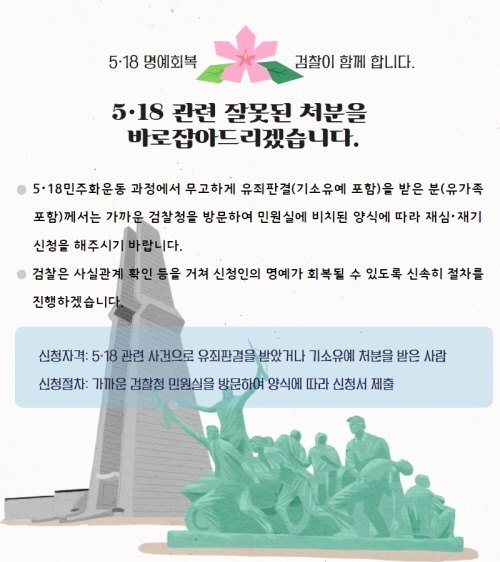 5·18 명예회복 검찰이 함께 합니다.
5·18 관련 잘못된 처분을
바로잡아드리겠습니다.
● 5·18민주화운동 과정에서 무고하게 유죄판결(기소유예 포함)을 받은 분(유가족
포함)께서는 가까운 검찰청을 방문하여 민원실에 비치된 양식에 따라 재심·재기
신청을 해주시기 바랍니다.
● 검찰은 사실관계 확인 등을 거쳐 신청인의 명예가 회복될 수 있도록 신속히 절차를
진행하겠습니다.
신청자격: 5·18 관련 사건으로 유죄판결을 받았거나 기소유예 처분을 받은 사람
신청절차: 가까운 검찰청 민원실을 방문하여 양식에 따라 신청서 제출